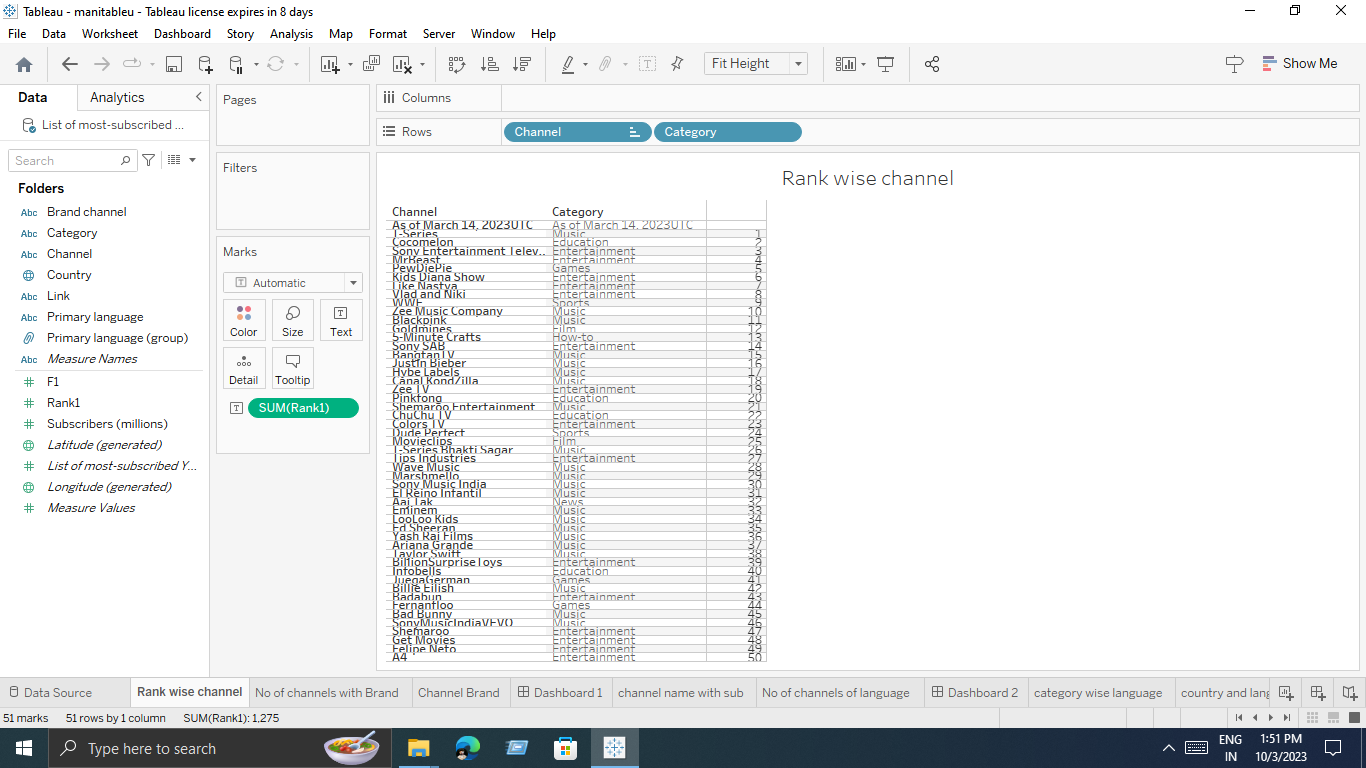 Tableau - manitableu - Tableau license expires in 8 days
File Data Worksheet Dashboard Story Analysis Map Format Server Window Help
Fit Height
Show Me
Data Analytics
List of most-subscribed ...
Search
Folders
Abc Brand channel
Abc Category
Abc Channel
Country
Abc Link
Abc Primary language
Primary language (group)
Abc Measure Names
F1
Rank1
Subscribers (millions)
Latitude (generated)
List of most-subscribed Y...
Longitude (generated)
Measure Values
Pages
Filters
Marks
Automatic
Color Size Text
Detail Tooltip
SUM(Rank1)
Columns
Rows Channel Category
Rank wise channel
Channel Category
As of March 14, 2023UTC As of March 14, 2023UTC
T-Series Music 1
Cocomelon Education 2
Sony Entertainment Telev.. Entertainment 3
MrBeast Entertainment 4
PewDiePie Games 5
Kids Diana Show Entertainment 6
Like Nastya Entertainment 7
Vlad and Niki Entertainment 8
WWE Sports 9
Zee Music Company Music 10
Blackpink Music 11
Goldmines Film 12
5-Minute Crafts How-to 13
Sony SAB Entertainment 14
BangtanTV Music 15
Justin Bieber Music 16
Hybe Labels Music 17
Canal KondZilla Music 18
Zee TV Entertainment 19
Pinkfong Education 20
Shemaroo Entertainment Music 21
ChuChu TV Education 22
Colors TV Entertainment 23
Dude Perfect Sports 24
Movieclips Film 25
T-Series Bhakti Sagar Music 26
Tips Industries Entertainment 27
Wave Music Music 28
Marshmello Music 29
Sony Music India Music 30
El Reino Infantil Music 31
Aaj Tak News 32
Eminem Music 33
LooLoo Kids Music 34
Ed Sheeran Music 35
Yash Raj Films Music 36
Ariana Grande Music 37
Taylor Swift Music 38
BillionSurpriseToys Entertainment 39
Infobells Education 40
JuegaGerman Games 41
Billie Eilish Music 42
Badabun Entertainment 43
Fernanfloo Games 44
Bad Bunny Music 45
SonyMusicIndiaVEVO Music 46
Shemaroo Entertainment 47
Get Movies Entertainment 48
Felipe Neto Entertainment 49
A4 Entertainment 50
Data Source Rank wise channel No of channels with Brand Channel Brand Dashboard 1 channel name with sub No of channels of language Dashboard 2 category wise language country and lang
51 marks 51 rows by 1 column SUM(Rank1): 1,275
Type here to search
ENG
IN
1:51 PM
10/3/2023